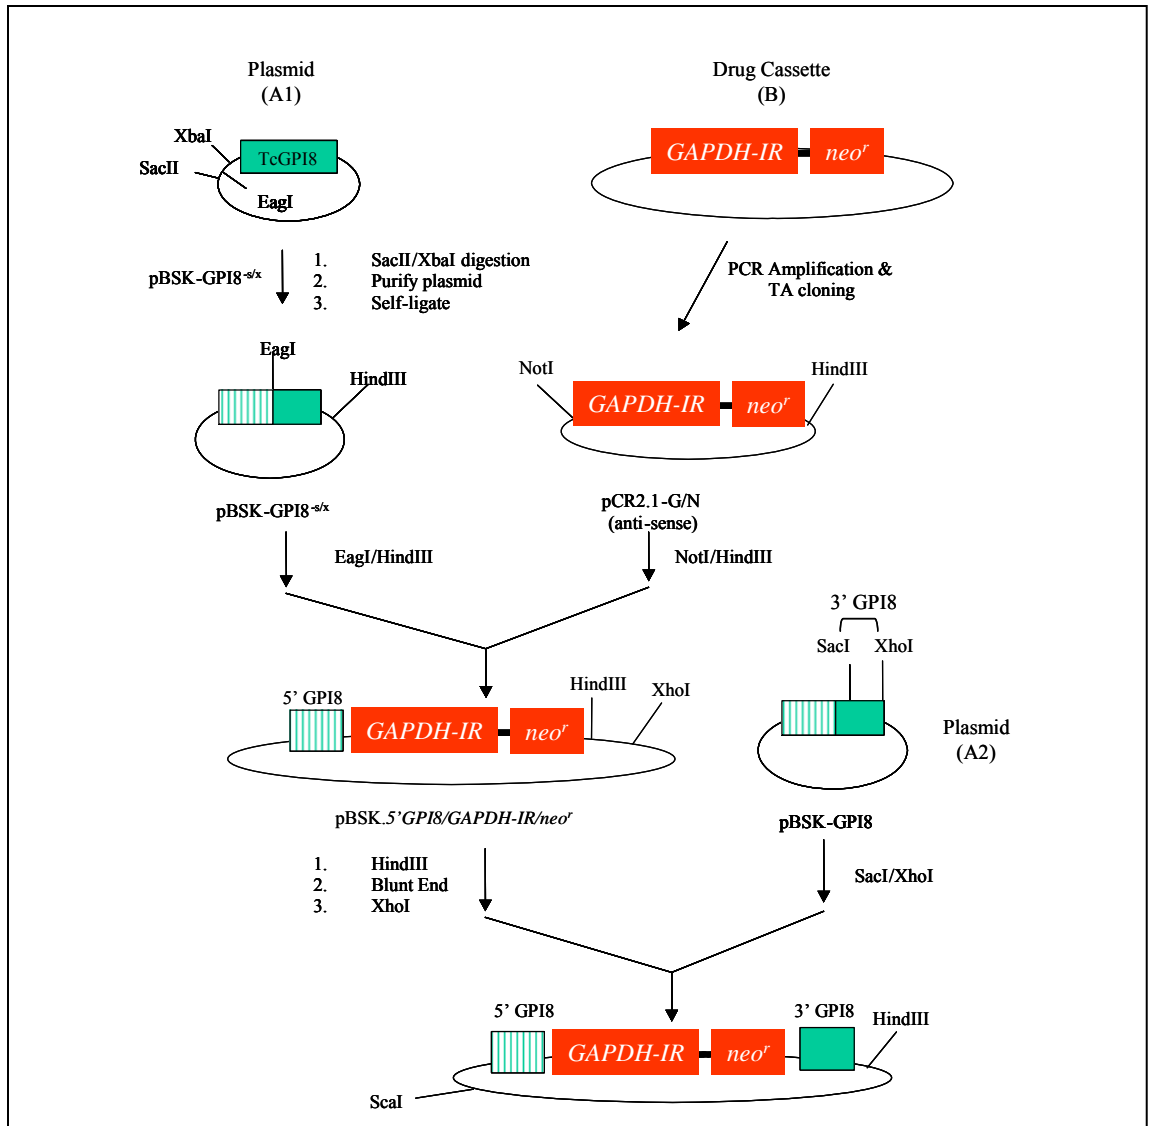 Plasmid
(A1)
Drug Cassette
(B)
XbaI
TcGPI8
SacII
EagI
GAPDH-IR
neoʳ
pBSK-GPI8⁻ˢ/ˣ
1. SacII/XbaI digestion
2. Purify plasmid
3. Self-ligate
PCR Amplification &
TA cloning
EagI
HindIII
NotI
HindIII
GAPDH-IR
neoʳ
pBSK-GPI8⁻ˢ/ˣ
pCR2.1-G/N
(anti-sense)
EagI/HindIII
NotI/HindIII
3’ GPI8
SacI
XhoI
5’ GPI8
HindIII
XhoI
GAPDH-IR
neoʳ
Plasmid
(A2)
pBSK.5’GPI8/GAPDH-IR/neoʳ
pBSK-GPI8
1. HindIII
2. Blunt End
3. XhoI
SacI/XhoI
5’ GPI8
3’ GPI8
HindIII
GAPDH-IR
neoʳ
ScaI